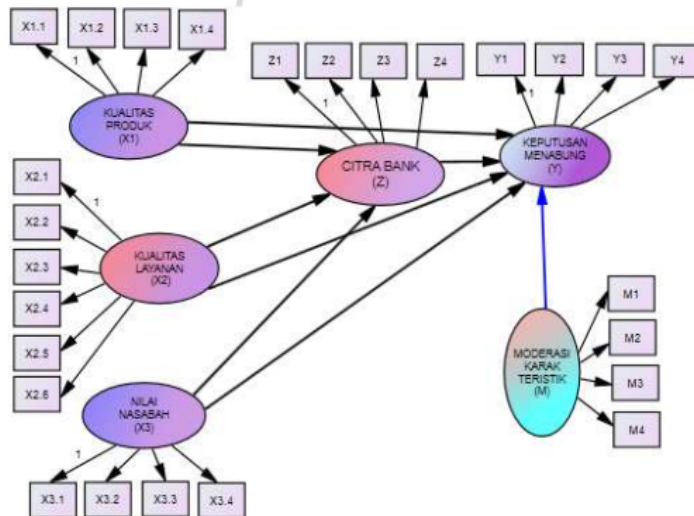 X1.1
X1.2
X1.3
X1.4
1
KUALITAS
PRODUK
(X1)
Z1
Z2
Z3
Z4
1
CITRA BANK
(Z)
Y1
Y2
Y3
Y4
1
KEPUTUSAN
MENABUNG
(Y)
X2.1
X2.2
X2.3
X2.4
X2.5
X2.6
1
KUALITAS
LAYANAN
(X2)
NILAI
NASABAH
(X3)
1
X3.1
X3.2
X3.3
X3.4
MODERASI
KARAK
TERISTIK
(M)
M1
M2
M3
M4